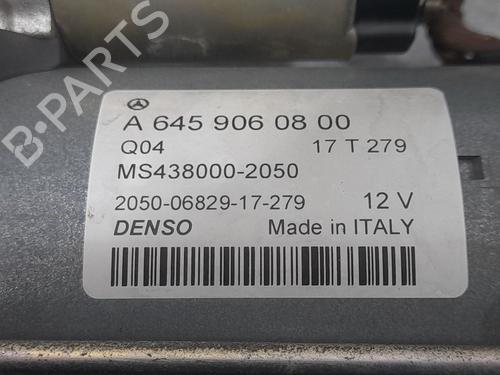 A 645 906 08 00
Q04 17 T 279
MS438000-2050
2050-06829-17-279 12 V
DENSO Made in ITALY
B-PARTS